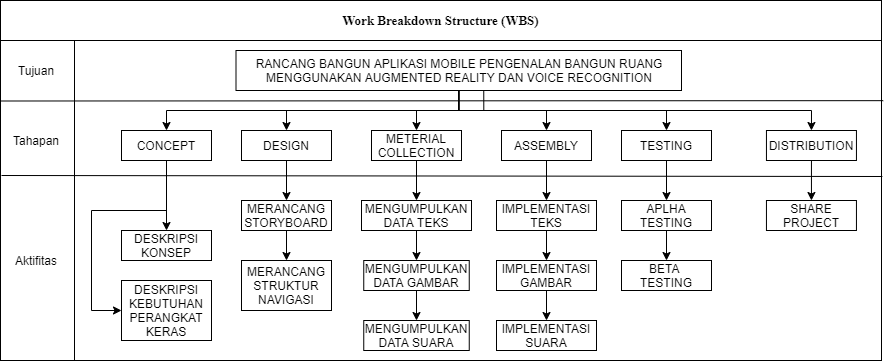 Work Breakdown Structure (WBS)
Tujuan
RANCANG BANGUN APLIKASI MOBILE PENGENALAN BANGUN RUANG
MENGGUNAKAN AUGMENTED REALITY DAN VOICE RECOGNITION
Tahapan
CONCEPT
DESIGN
METERIAL
COLLECTION
ASSEMBLY
TESTING
DISTRIBUTION
Aktifitas
DESKRIPSI
KONSEP
DESKRIPSI
KEBUTUHAN
PERANGKAT
KERAS
MERANCANG
STORYBOARD
MERANCANG
STRUKTUR
NAVIGASI
MENGUMPULKAN
DATA TEKS
MENGUMPULKAN
DATA GAMBAR
MENGUMPULKAN
DATA SUARA
IMPLEMENTASI
TEKS
IMPLEMENTASI
GAMBAR
IMPLEMENTASI
SUARA
APLHA
TESTING
BETA
TESTING
SHARE
PROJECT